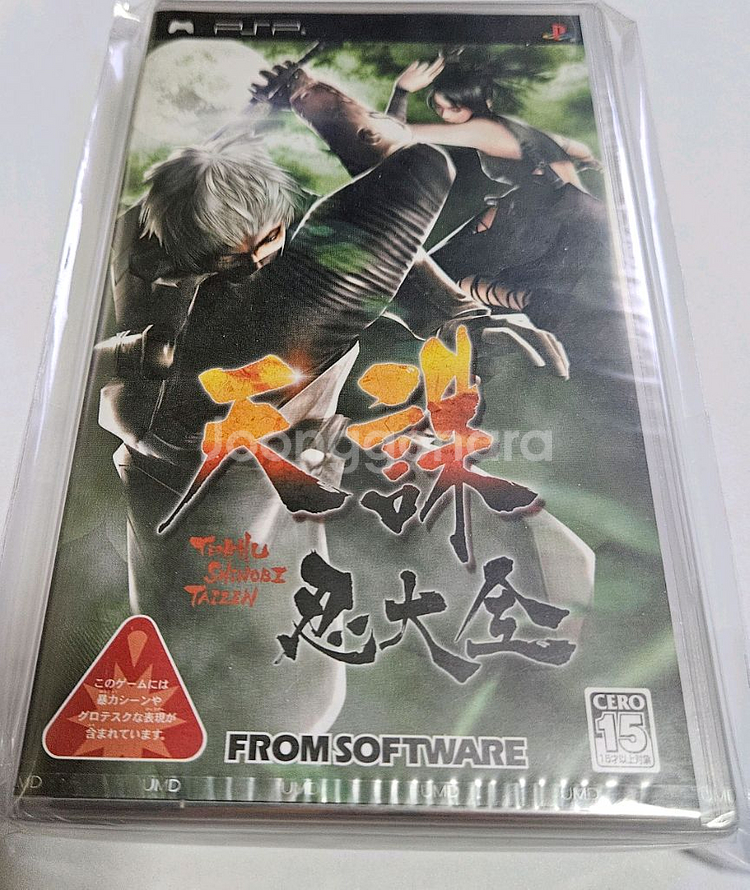 PSP
天誅
Joonggonara
TENCHU
SHINOBI
TAIZEN
忍大全
このゲームには
暴力シーンや
グロテスクな表現が
含まれています。
FROMSOFTWARE
CERO
15
15才以上対象
UMD UMD UMD UMD UMD